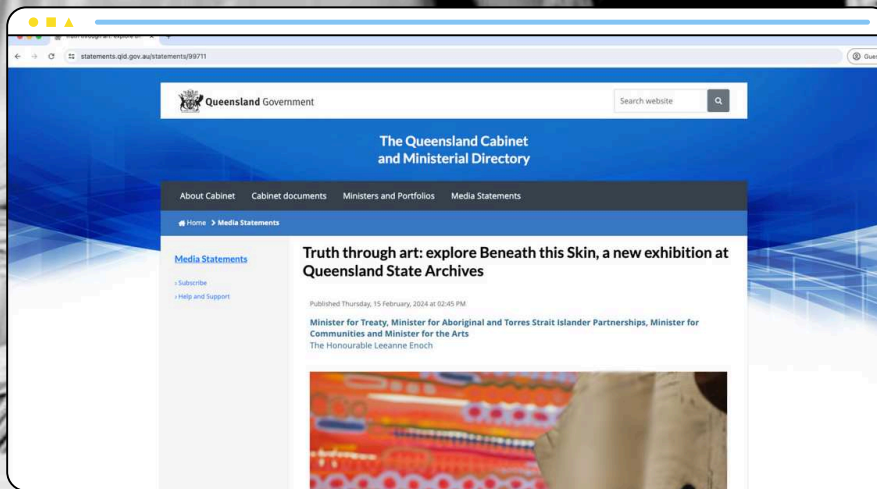 statements.qld.gov.au/statements/99711
Queensland Government
Search website
The Queensland Cabinet
and Ministerial Directory
About Cabinet Cabinet documents Ministers and Portfolios Media Statements
Home > Media Statements
Media Statements
› Subscribe
› Help and Support
Truth through art: explore Beneath this Skin, a new exhibition at
Queensland State Archives
Published Thursday, 15 February, 2024 at 02:45 PM
Minister for Treaty, Minister for Aboriginal and Torres Strait Islander Partnerships, Minister for
Communities and Minister for the Arts
The Honourable Leeanne Enoch